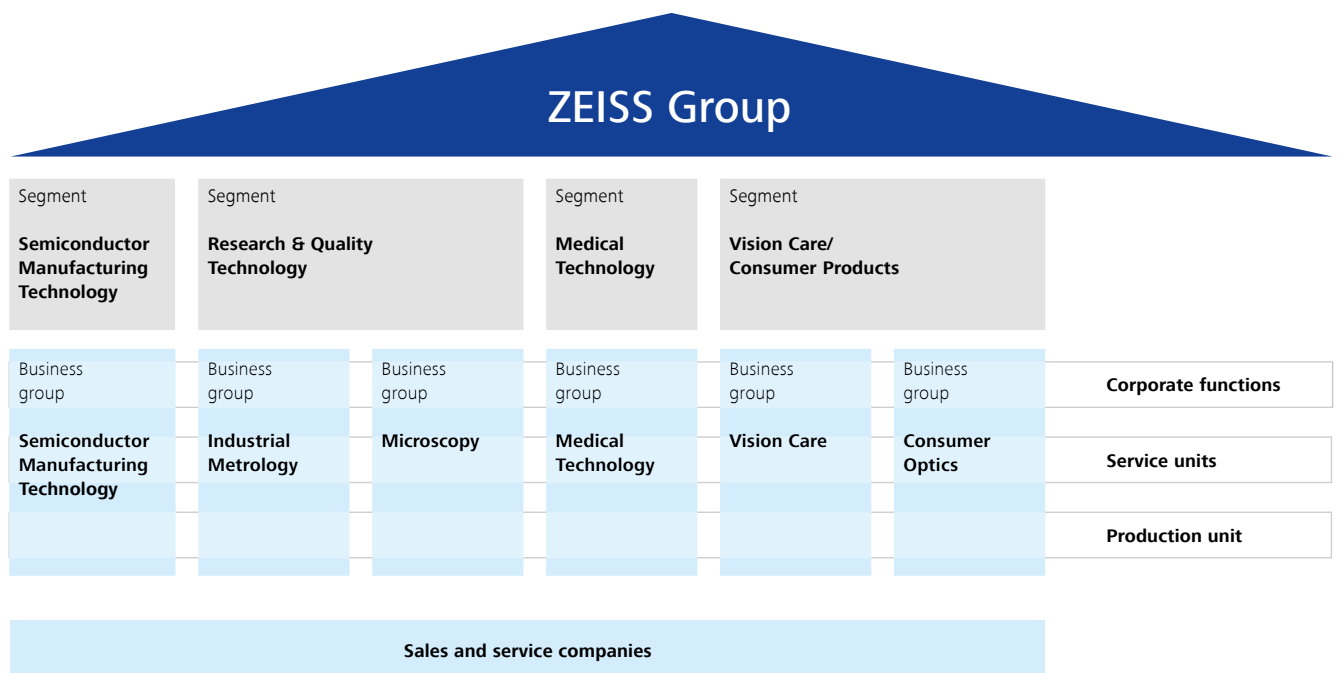 ZEISS Group
Segment
Semiconductor
Manufacturing
Technology
Segment
Research & Quality
Technology
Segment
Medical
Technology
Segment
Vision Care/
Consumer Products
Business
group
Semiconductor
Manufacturing
Technology
Business
group
Industrial
Metrology
Business
group
Microscopy
Business
group
Medical
Technology
Business
group
Vision Care
Business
group
Consumer
Optics
Corporate functions
Service units
Production unit
Sales and service companies